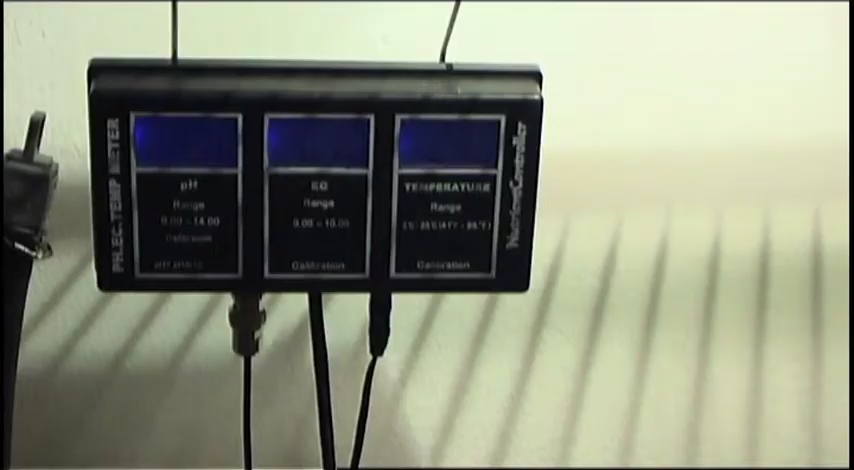 PH.EC.TEMP METER
pH
Range
0.00 - 14.00
Calibration
EC
Range
0.00 - 10.00
Calibration
TEMPERATURE
Range
Calibration
NutrientController